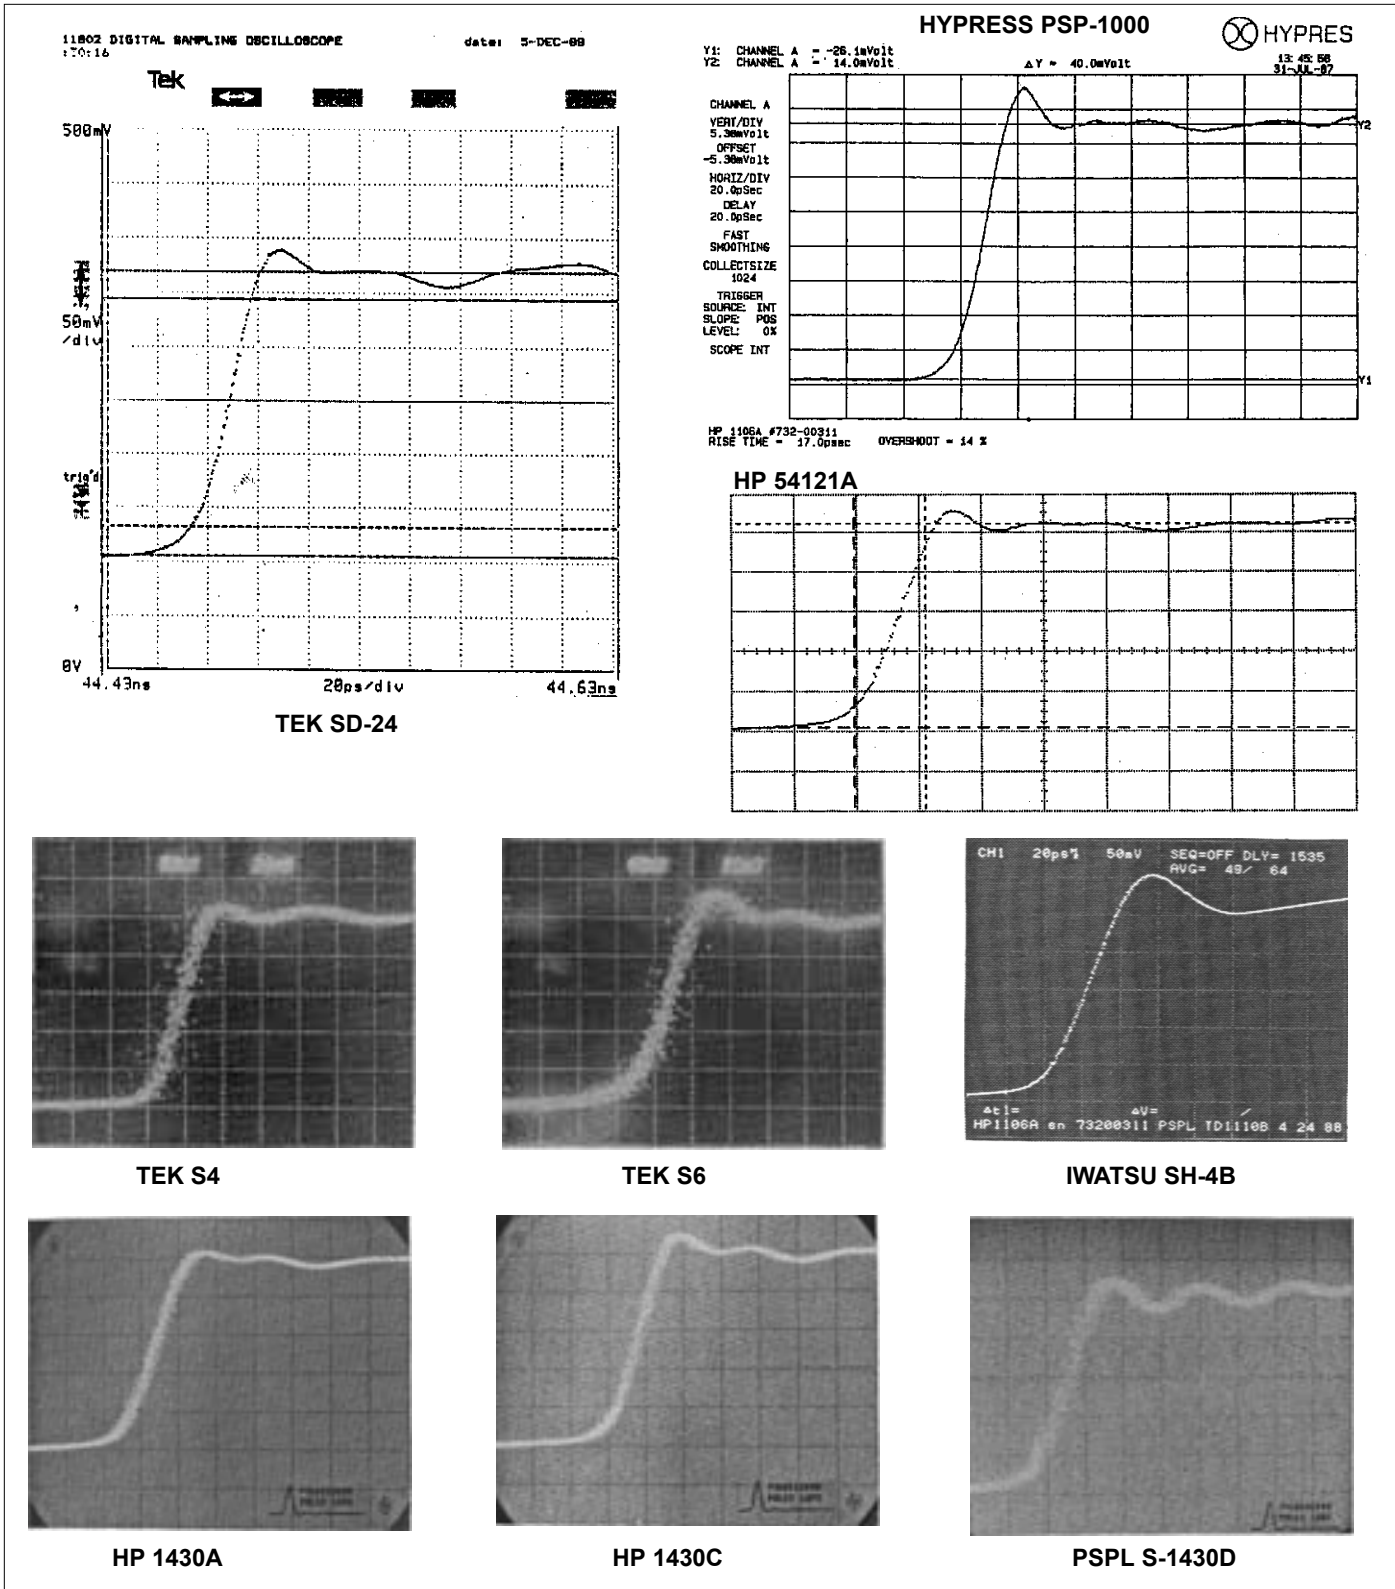 11802 DIGITAL SAMPLING OSCILLOSCOPE
date: 5-DEC-88
Tek
500mV
50mV
/div
trig'd
0V
44.43ns
20ps/div
44.63ns
TEK SD-24
HYPRESS PSP-1000
HYPRES
Y1: CHANNEL A = -26.1mVolt
Y2: CHANNEL A = 14.0mVolt
ΔY = 40.0mVolt
13:45:56
31-JUL-87
CHANNEL A
VERT/DIV
5.38mVolt
OFFSET
-5.38mVolt
HORIZ/DIV
20.0pSec
DELAY
20.0pSec
FAST
SMOOTHING
COLLECTSIZE
1024
TRIGGER
SOURCE: INT
SLOPE: POS
LEVEL: 0%
SCOPE INT
Y2
Y1
HP 1106A #732-00311
RISE TIME = 17.0psec OVERSHOOT = 14 %
HP 54121A
TEK S4
TEK S6
CH1 20ps 50mV SEQ=OFF DLY= 1535
AVG= 49/ 64
Δt1= ΔV= /
HP1106A sn 73200311 PSPL TD1110B 4 24 88
IWATSU SH-4B
HP 1430A
HP 1430C
PSPL S-1430D